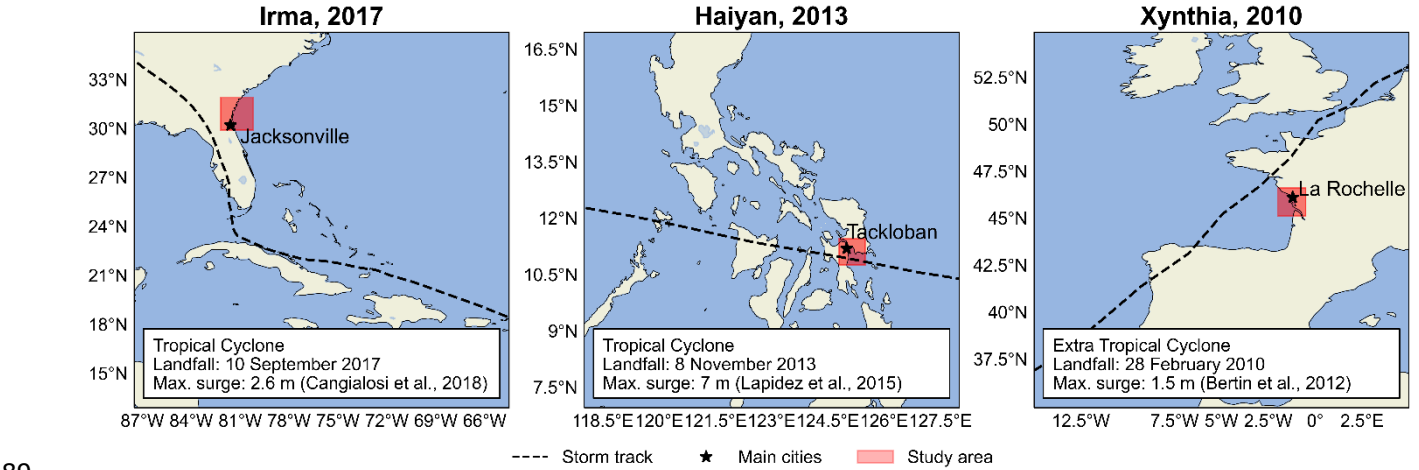 Irma, 2017
33°N
30°N
27°N
24°N
21°N
18°N
15°N
Jacksonville
Tropical Cyclone
Landfall: 10 September 2017
Max. surge: 2.6 m (Cangialosi et al., 2018)
87°W 84°W 81°W 78°W 75°W 72°W 69°W 66°W
Haiyan, 2013
16.5°N
15°N
13.5°N
12°N
10.5°N
9°N
7.5°N
Tackloban
Tropical Cyclone
Landfall: 8 November 2013
Max. surge: 7 m (Lapidez et al., 2015)
118.5°E 120°E 121.5°E 123°E 124.5°E 126°E 127.5°E
Xynthia, 2010
52.5°N
50°N
47.5°N
45°N
42.5°N
40°N
37.5°N
La Rochelle
Extra Tropical Cyclone
Landfall: 28 February 2010
Max. surge: 1.5 m (Bertin et al., 2012)
12.5°W 7.5°W 5°W 2.5°W 0° 2.5°E
Storm track
Main cities
Study area